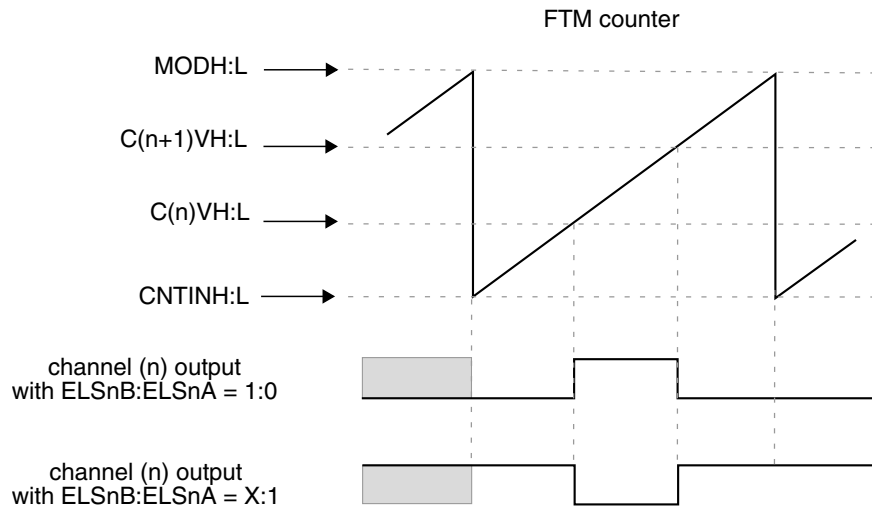 FTM counter
MODH:L
C(n+1)VH:L
C(n)VH:L
CNTINH:L
channel (n) output
with ELSnB:ELSnA = 1:0
channel (n) output
with ELSnB:ELSnA = X:1